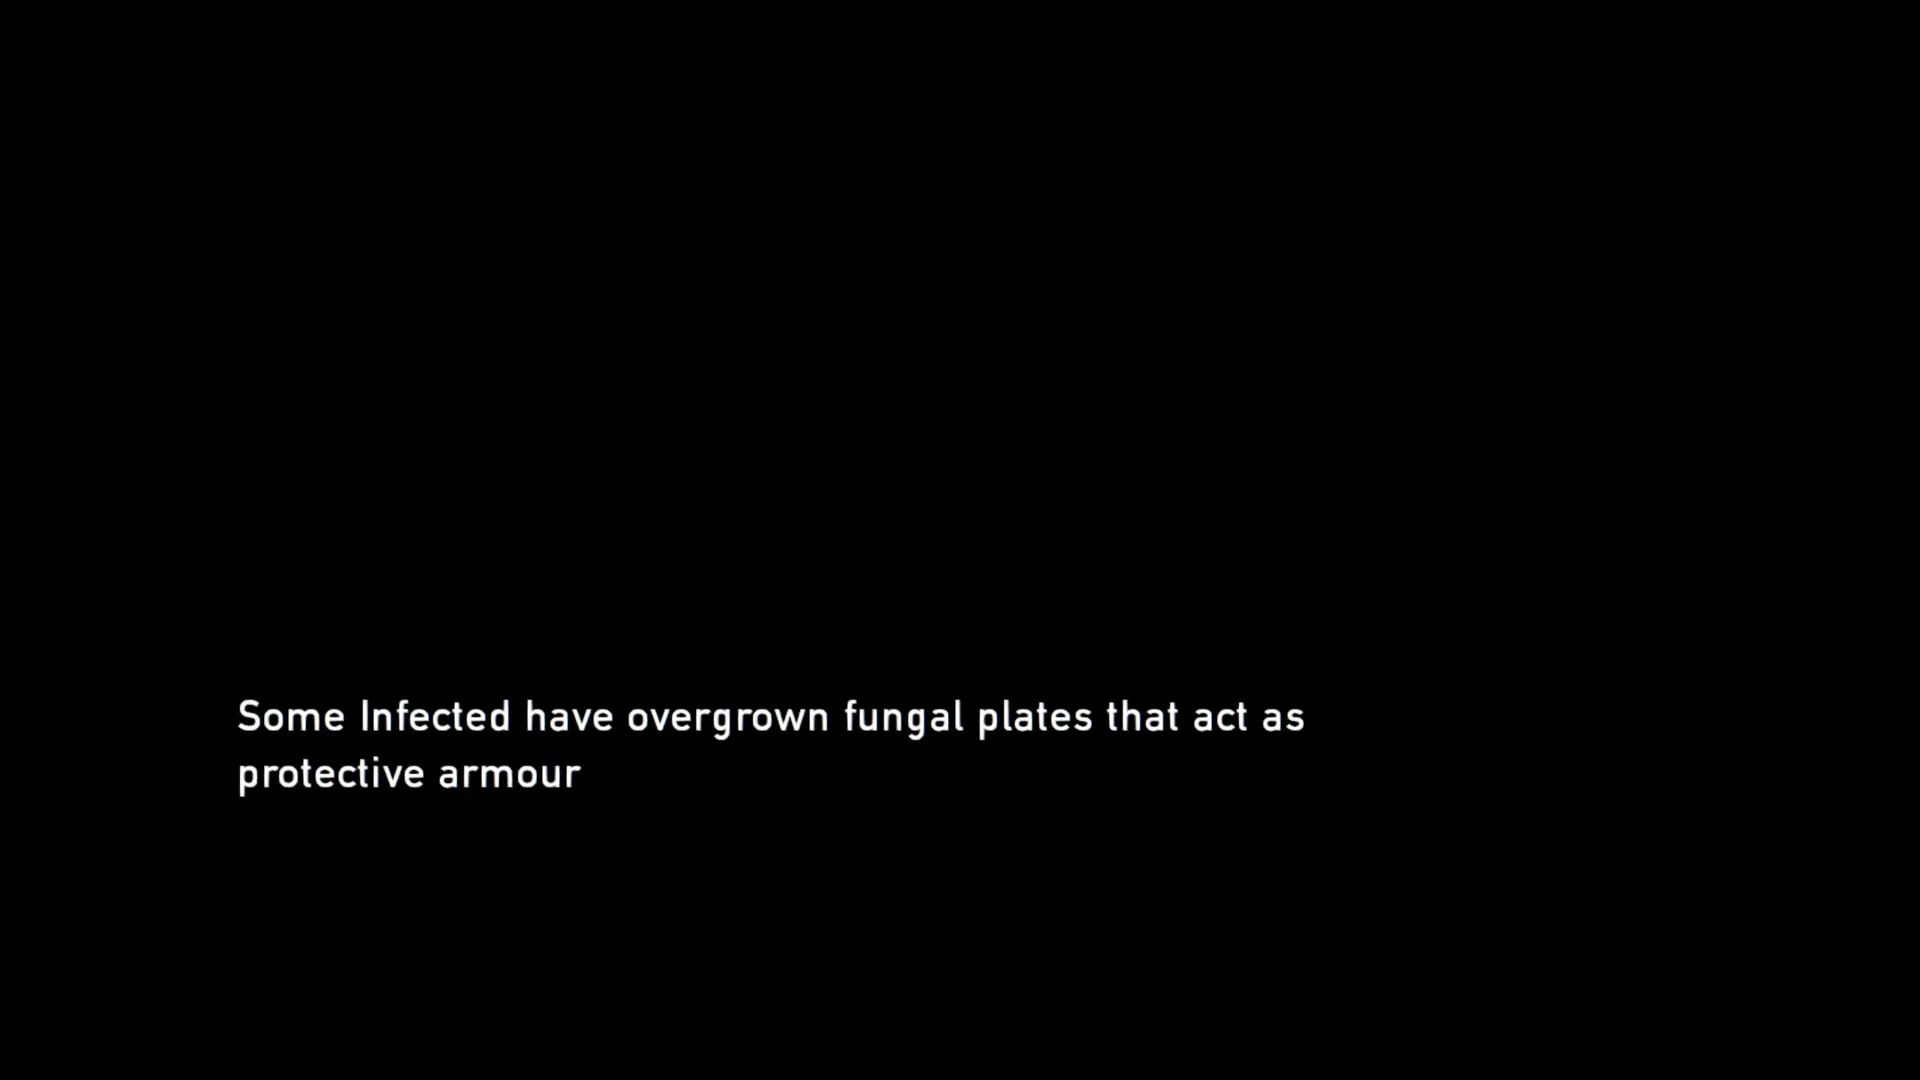 Some Infected have overgrown fungal plates that act as
protective armour